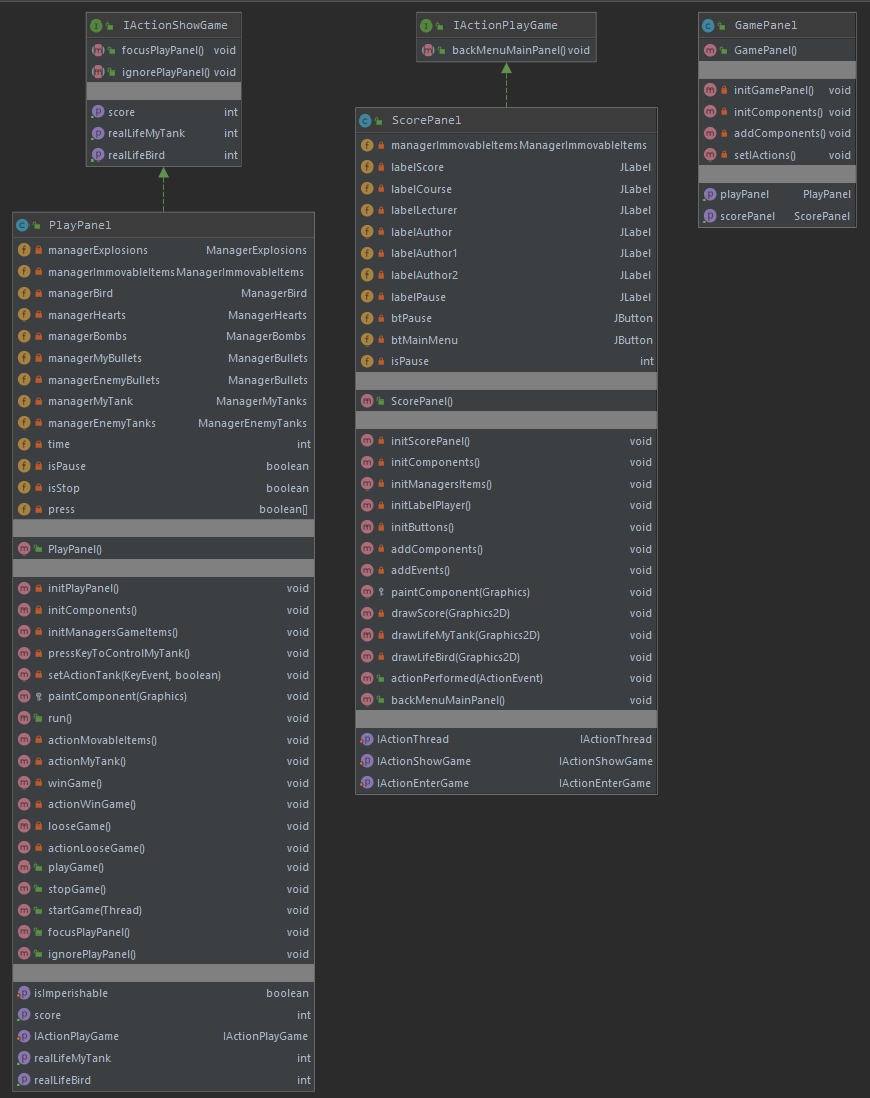 IActionShowGame
focusPlayPanel() void
ignorePlayPanel() void
score int
realLifeMyTank int
realLifeBird int
PlayPanel
managerExplosions ManagerExplosions
managerImmovableItems ManagerImmovableItems
managerBird ManagerBird
managerHearts ManagerHearts
managerBombs ManagerBombs
managerMyBullets ManagerBullets
managerEnemyBullets ManagerBullets
managerMyTank ManagerMyTanks
managerEnemyTanks ManagerEnemyTanks
time int
isPause boolean
isStop boolean
press boolean[]
PlayPanel()
initPlayPanel() void
initComponents() void
initManagersGameItems() void
pressKeyToControlMyTank() void
setActionTank(KeyEvent, boolean) void
paintComponent(Graphics) void
run() void
actionMovableItems() void
actionMyTank() void
winGame() void
actionWinGame() void
looseGame() void
actionLooseGame() void
playGame() void
stopGame() void
startGame(Thread) void
focusPlayPanel() void
ignorePlayPanel() void
isImperishable boolean
score int
IActionPlayGame IActionPlayGame
realLifeMyTank int
realLifeBird int
IActionPlayGame
backMenuMainPanel() void
ScorePanel
managerImmovableItems ManagerImmovableItems
labelScore JLabel
labelCourse JLabel
labelLecturer JLabel
labelAuthor JLabel
labelAuthor1 JLabel
labelAuthor2 JLabel
labelPause JLabel
btPause JButton
btMainMenu JButton
isPause int
ScorePanel()
initScorePanel() void
initComponents() void
initManagersItems() void
initLabelPlayer() void
initButtons() void
addComponents() void
addEvents() void
paintComponent(Graphics) void
drawScore(Graphics2D) void
drawLifeMyTank(Graphics2D) void
drawLifeBird(Graphics2D) void
actionPerformed(ActionEvent) void
backMenuMainPanel() void
IActionThread IActionThread
IActionShowGame IActionShowGame
IActionEnterGame IActionEnterGame
GamePanel
GamePanel()
initGamePanel() void
initComponents() void
addComponents() void
setIActions() void
playPanel PlayPanel
scorePanel ScorePanel